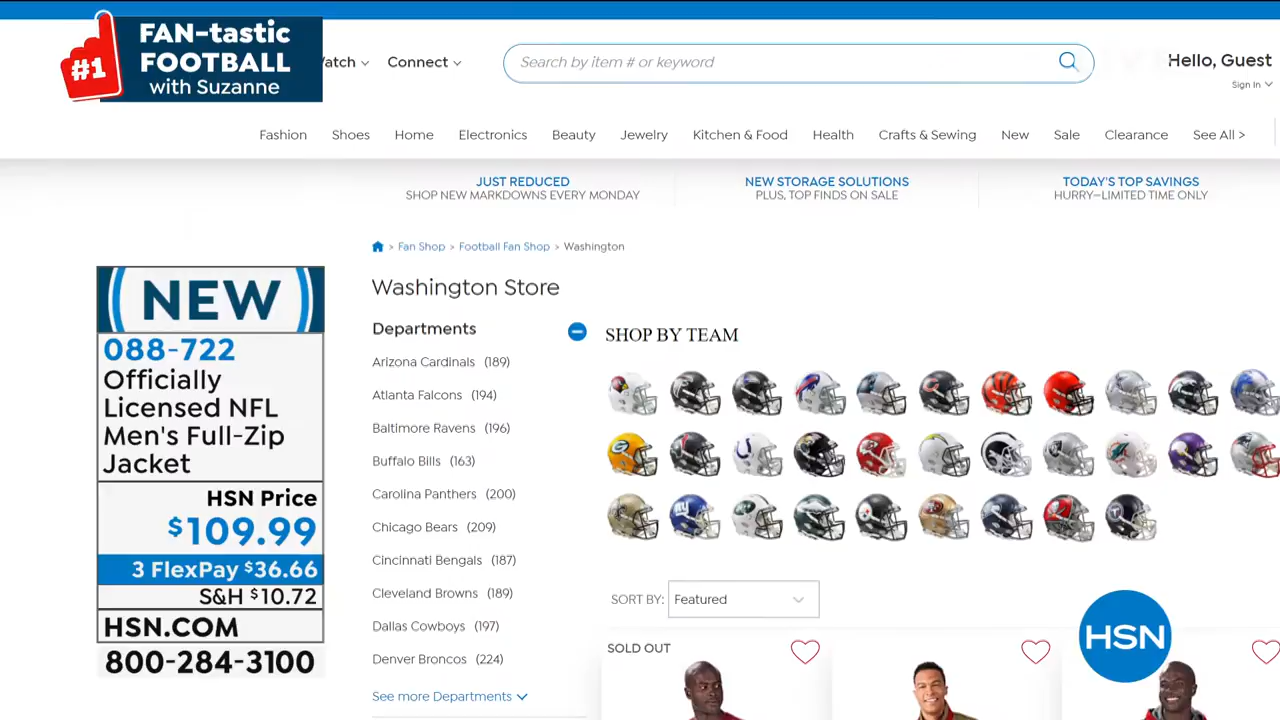 #1
FAN-tastic
FOOTBALL
with Suzanne
Connect
Search by item # or keyword
Hello, Guest
Sign In
Fashion Shoes Home Electronics Beauty Jewelry Kitchen & Food Health Crafts & Sewing New Sale Clearance See All >
JUST REDUCED
SHOP NEW MARKDOWNS EVERY MONDAY
NEW STORAGE SOLUTIONS
PLUS, TOP FINDS ON SALE
TODAY'S TOP SAVINGS
HURRY–LIMITED TIME ONLY
> Fan Shop > Football Fan Shop > Washington
NEW
088-722
Officially
Licensed NFL
Men's Full-Zip
Jacket
HSN Price
$109.99
3 FlexPay $36.66
S&H $10.72
HSN.COM
800-284-3100
Washington Store
Departments
Arizona Cardinals (189)
Atlanta Falcons (194)
Baltimore Ravens (196)
Buffalo Bills (163)
Carolina Panthers (200)
Chicago Bears (209)
Cincinnati Bengals (187)
Cleveland Browns (189)
Dallas Cowboys (197)
Denver Broncos (224)
See more Departments
SHOP BY TEAM
SORT BY: Featured
SOLD OUT
HSN